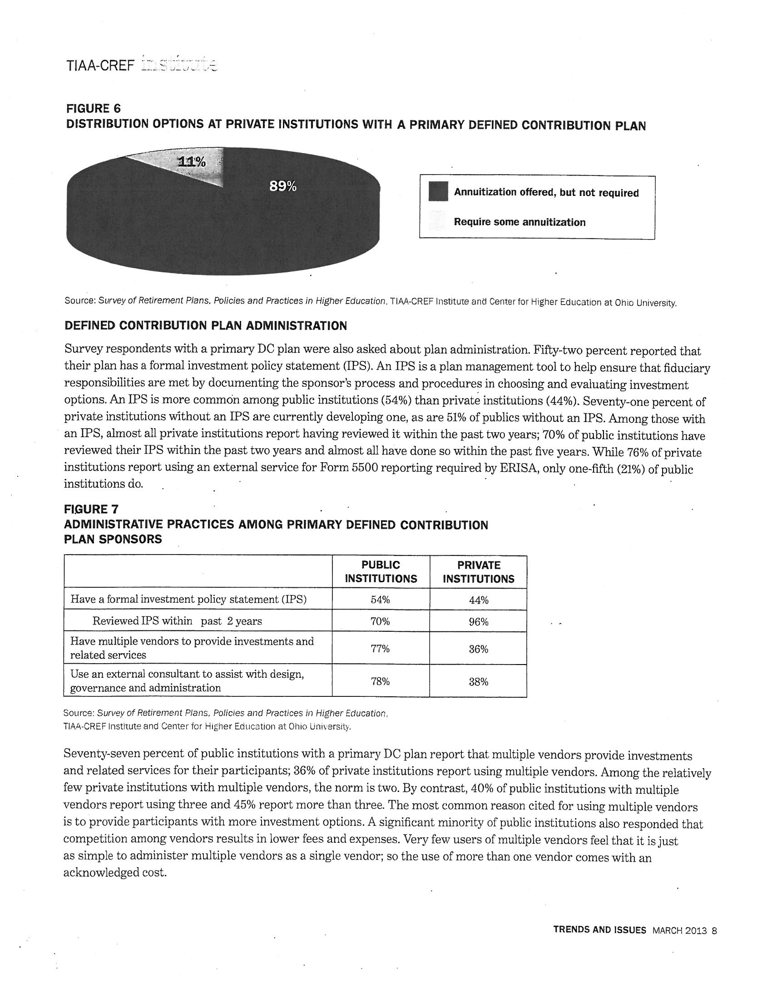 TIAA-CREF institute
FIGURE 6
DISTRIBUTION OPTIONS AT PRIVATE INSTITUTIONS WITH A PRIMARY DEFINED CONTRIBUTION PLAN
11%
89%
Annuitization offered, but not required
Require some annuitization
Source: Survey of Retirement Plans, Policies and Practices in Higher Education, TIAA-CREF Institute and Center for Higher Education at Ohio University.
DEFINED CONTRIBUTION PLAN ADMINISTRATION
Survey respondents with a primary DC plan were also asked about plan administration. Fifty-two percent reported that
their plan has a formal investment policy statement (IPS). An IPS is a plan management tool to help ensure that fiduciary
responsibilities are met by documenting the sponsor's process and procedures in choosing and evaluating investment
options. An IPS is more common among public institutions (54%) than private institutions (44%). Seventy-one percent of
private institutions without an IPS are currently developing one, as are 51% of publics without an IPS. Among those with
an IPS, almost all private institutions report having reviewed it within the past two years; 70% of public institutions have
reviewed their IPS within the past two years and almost all have done so within the past five years. While 76% of private
institutions report using an external service for Form 5500 reporting required by ERISA, only one-fifth (21%) of public
institutions do.
FIGURE 7
ADMINISTRATIVE PRACTICES AMONG PRIMARY DEFINED CONTRIBUTION
PLAN SPONSORS
PUBLIC INSTITUTIONS PRIVATE INSTITUTIONS
Have a formal investment policy statement (IPS) 54% 44%
Reviewed IPS within past 2 years 70% 96%
Have multiple vendors to provide investments and
related services 77% 36%
Use an external consultant to assist with design,
governance and administration 78% 38%
Source: Survey of Retirement Plans, Policies and Practices in Higher Education,
TIAA-CREF Institute and Center for Higher Education at Ohio University.
Seventy-seven percent of public institutions with a primary DC plan report that multiple vendors provide investments
and related services for their participants; 36% of private institutions report using multiple vendors. Among the relatively
few private institutions with multiple vendors, the norm is two. By contrast, 40% of public institutions with multiple
vendors report using three and 45% report more than three. The most common reason cited for using multiple vendors
is to provide participants with more investment options. A significant minority of public institutions also responded that
competition among vendors results in lower fees and expenses. Very few users of multiple vendors feel that it is just
as simple to administer multiple vendors as a single vendor; so the use of more than one vendor comes with an
acknowledged cost.
TRENDS AND ISSUES MARCH 2013 8